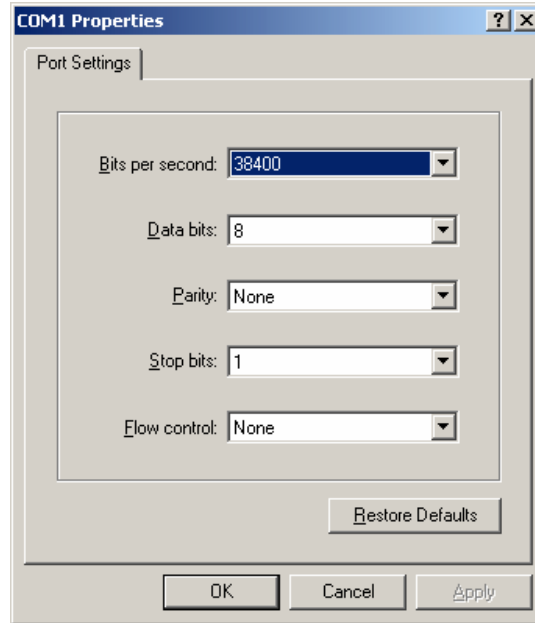 COM1 Properties
Port Settings
Bits per second: 38400
Data bits: 8
Parity: None
Stop bits: 1
Flow control: None
Restore Defaults
OK Cancel Apply